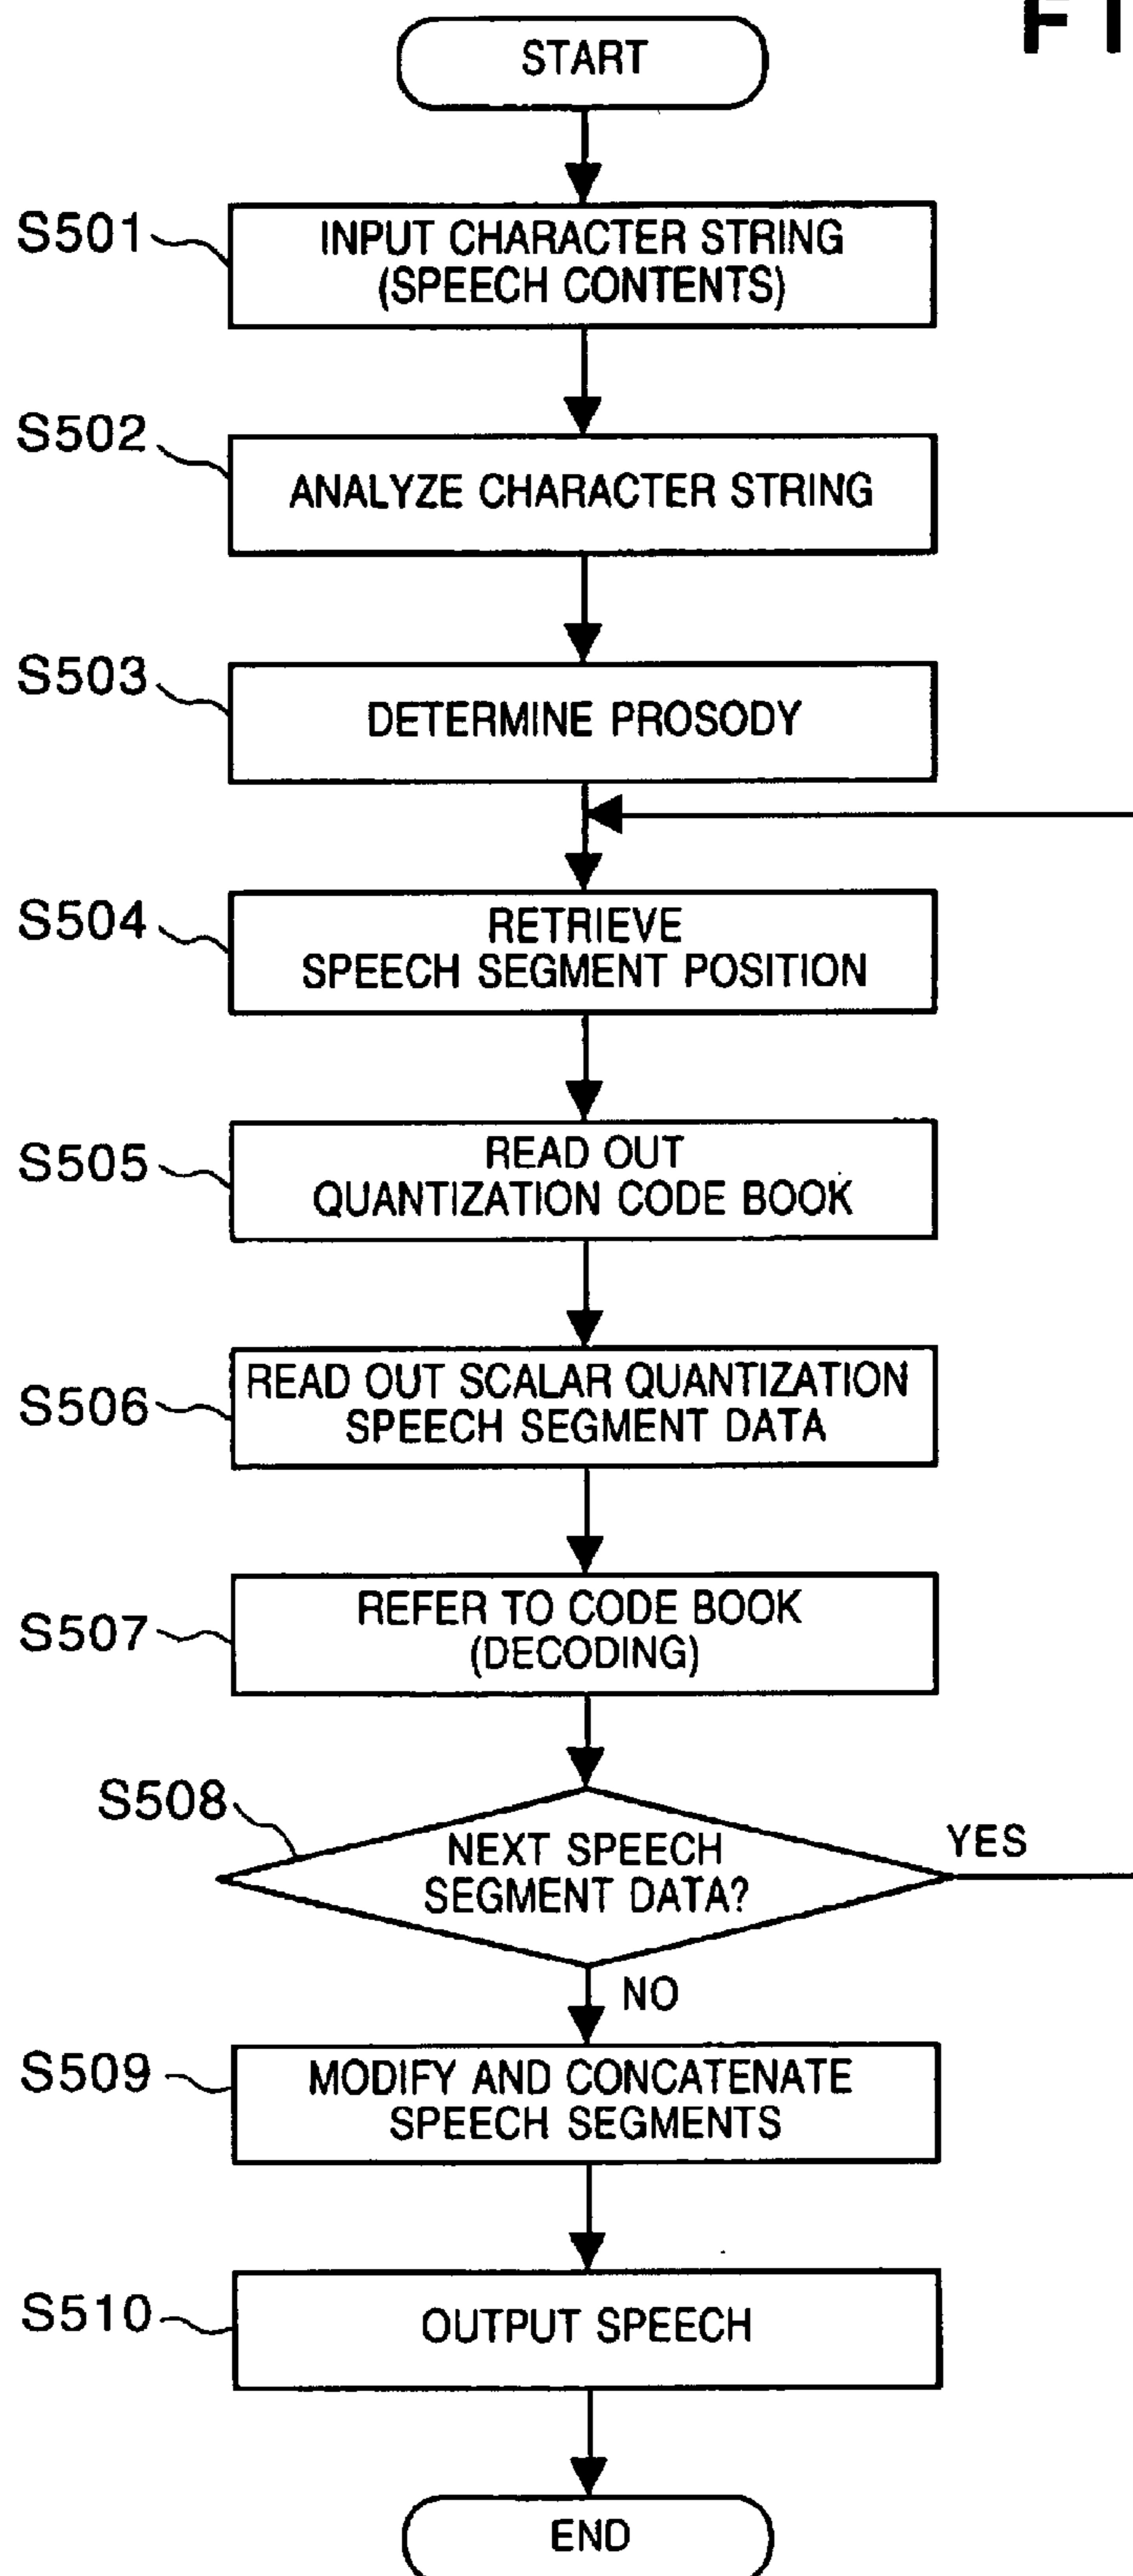 FI
START
S501
INPUT CHARACTER STRING
(SPEECH CONTENTS)
S502
ANALYZE CHARACTER STRING
S503
DETERMINE PROSODY
S504
RETRIEVE
SPEECH SEGMENT POSITION
S505
READ OUT
QUANTIZATION CODE BOOK
S506
READ OUT SCALAR QUANTIZATION
SPEECH SEGMENT DATA
S507
REFER TO CODE BOOK
(DECODING)
S508
NEXT SPEECH
SEGMENT DATA?
YES
NO
S509
MODIFY AND CONCATENATE
SPEECH SEGMENTS
S510
OUTPUT SPEECH
END